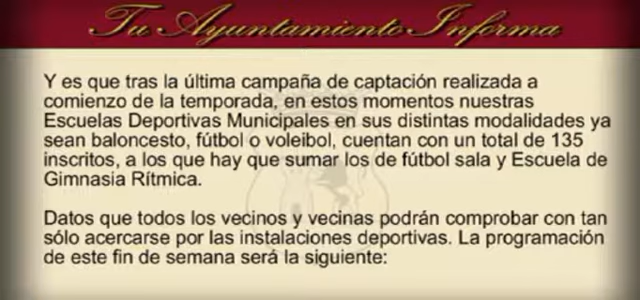 Tu Ayuntamiento Informa
Y es que tras la última campaña de captación realizada a
comienzo de la temporada, en estos momentos nuestras
Escuelas Deportivas Municipales en sus distintas modalidades ya
sean baloncesto, fútbol o voleibol, cuentan con un total de 135
inscritos, a los que hay que sumar los de fútbol sala y Escuela de
Gimnasia Rítmica.
Datos que todos los vecinos y vecinas podrán comprobar con tan
sólo acercarse por las instalaciones deportivas. La programación
de este fin de semana será la siguiente: